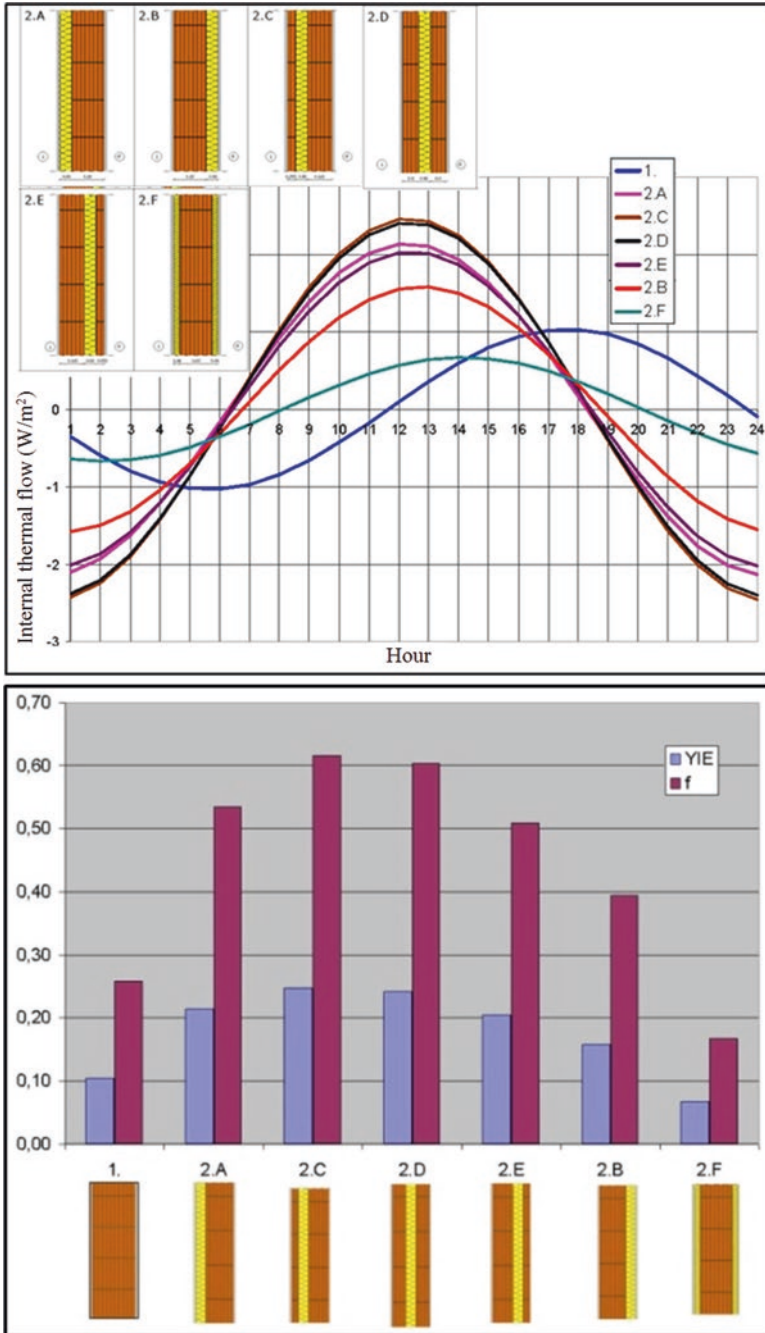 2.A
2.B
2.C
2.D
2.E
2.F
1.
2.A
2.C
2.D
2.E
2.B
2.F
Internal thermal flow (W/m²)
0
-1
-2
-3
1 2 3 4 5 6 7 8 9 10 11 12 13 14 15 16 17 18 19 20 21 22 23 24
Hour
0,70
0,60
0,50
0,40
0,30
0,20
0,10
0,00
YIE
f
1. 2.A 2.C 2.D 2.E 2.B 2.F